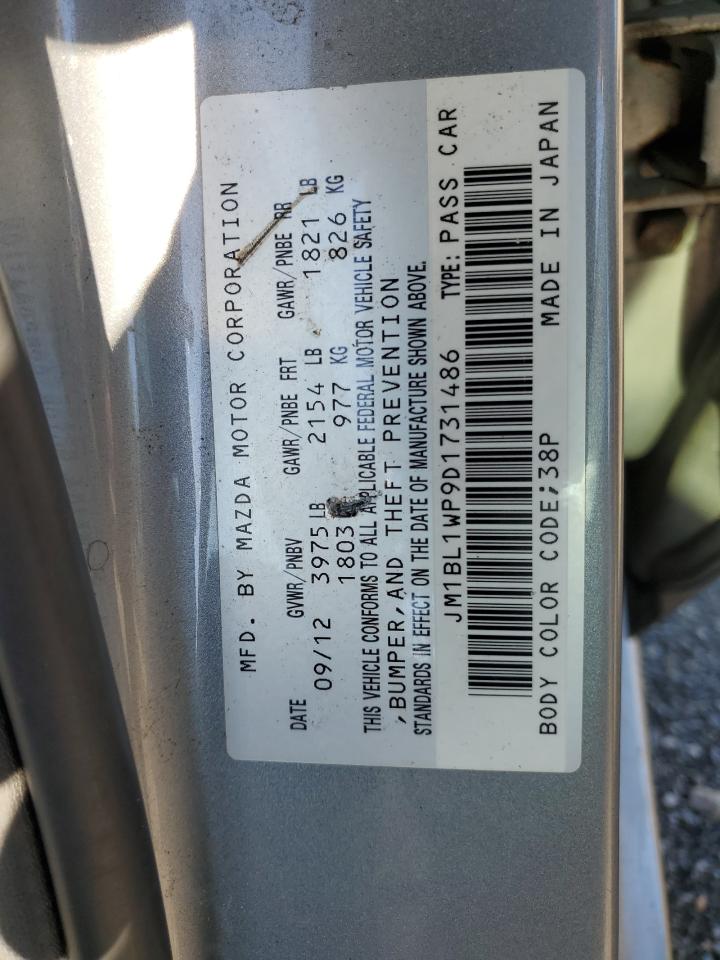 MFD. BY MAZDA MOTOR CORPORATION
DATE GVWR/PNBV GAWR/PNBE FRT GAWR/PNBE RR
09/12 3975 LB 2154 LB 1821 LB
1803 977 KG 826 KG
THIS VEHICLE CONFORMS TO ALL APPLICABLE FEDERAL MOTOR VEHICLE SAFETY
,BUMPER,AND THEFT PREVENTION
STANDARDS IN EFFECT ON THE DATE OF MANUFACTURE SHOWN ABOVE.
JM1BL1WP9D1731486 TYPE: PASS CAR
BODY COLOR CODE;38P MADE IN JAPAN